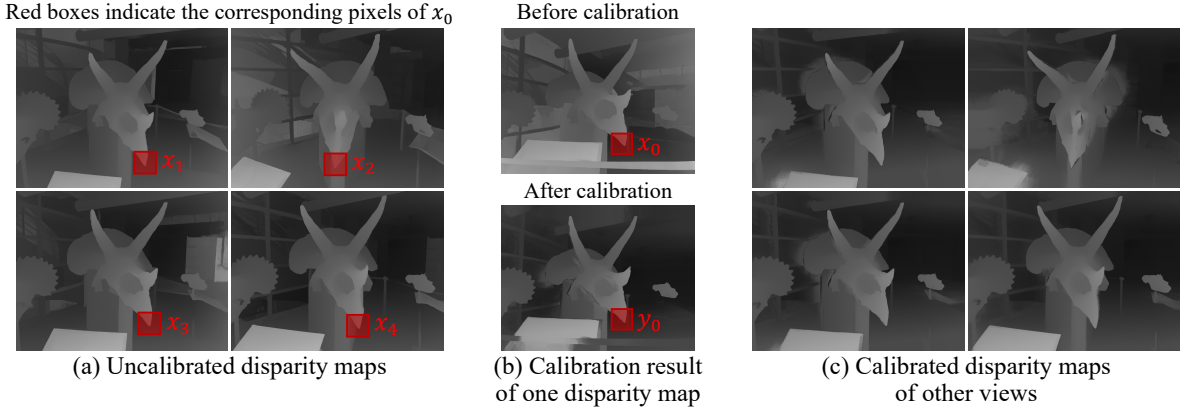 Red boxes indicate the corresponding pixels of x₀
Before calibration
x₁
x₂
x₀
After calibration
x₃
x₄
y₀
(a) Uncalibrated disparity maps
(b) Calibration result
of one disparity map
(c) Calibrated disparity maps
of other views